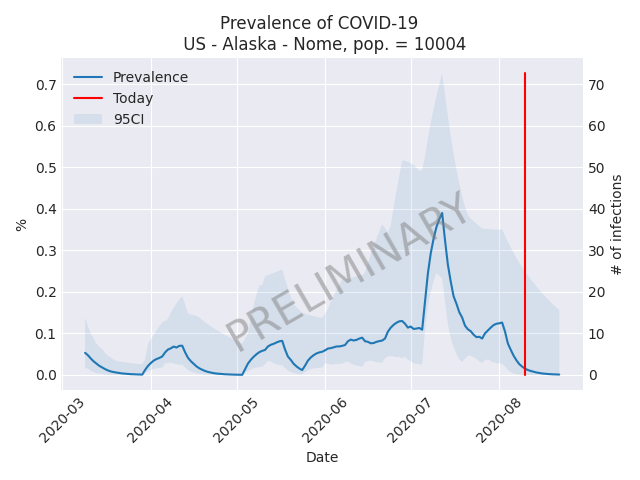 Prevalence of COVID-19
US - Alaska - Nome, pop. = 10004
Prevalence
Today
95CI
PRELIMINARY
%
0.7
0.6
0.5
0.4
0.3
0.2
0.1
0.0
70
60
50
40
30
20
10
0
# of infections
2020-03
2020-04
2020-05
2020-06
2020-07
2020-08
Date